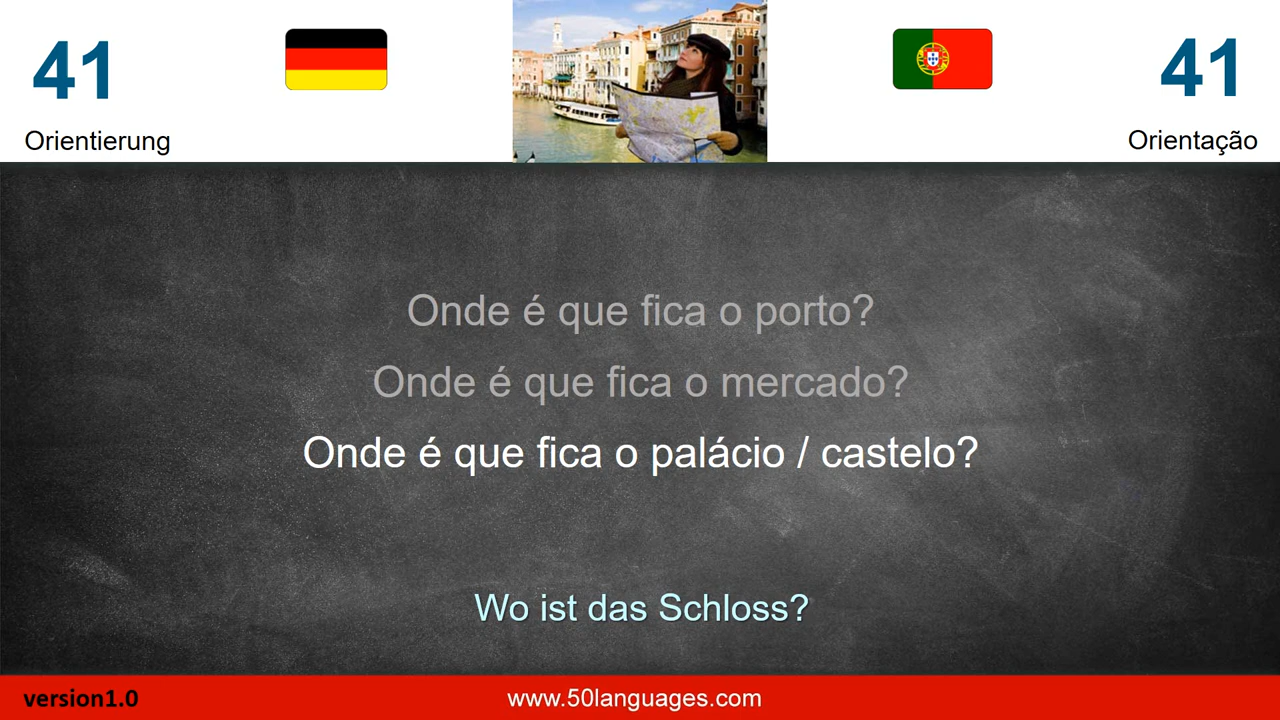 41
41
Orientierung
Orientação
Onde é que fica o porto?
Onde é que fica o mercado?
Onde é que fica o palácio / castelo?
Wo ist das Schloss?
version1.0
www.50languages.com